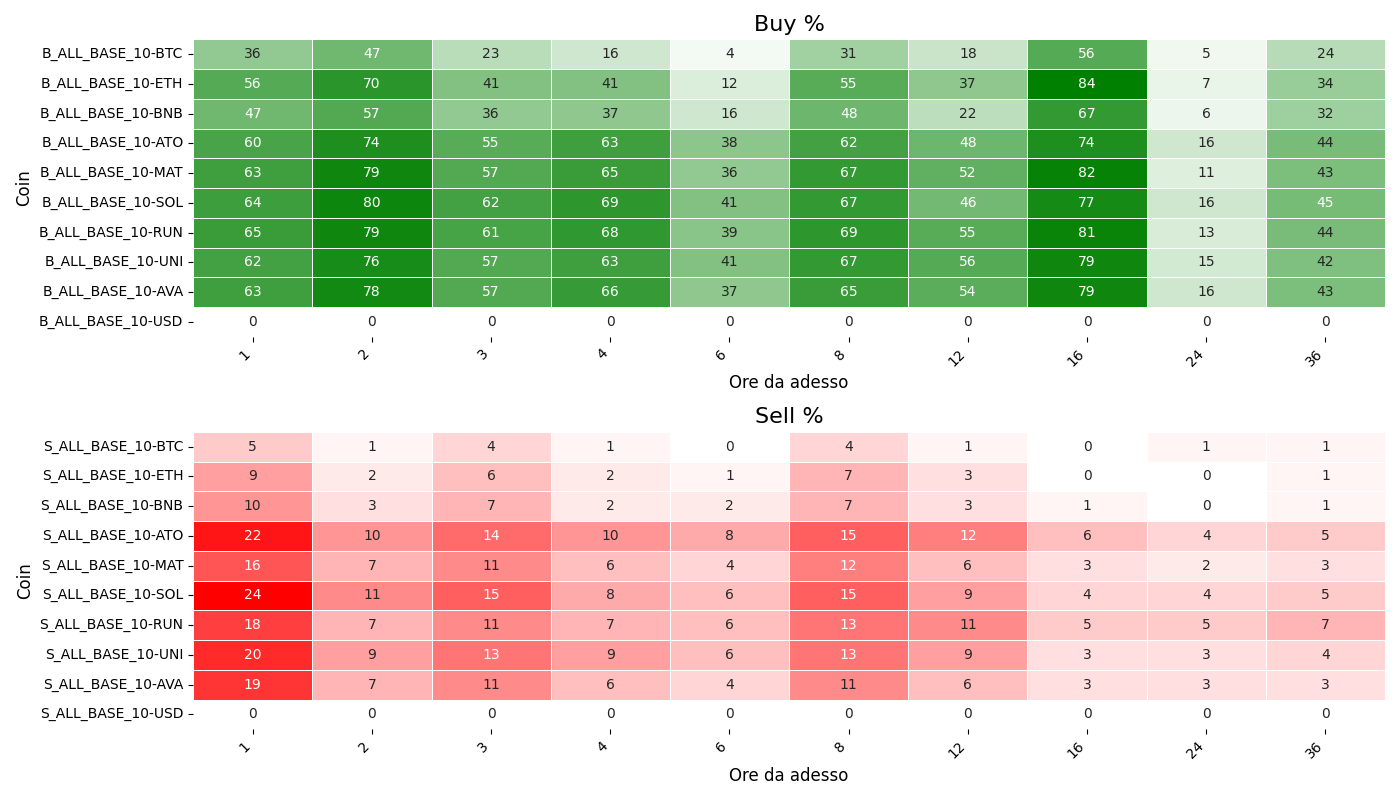 Buy %
Coin
B_ALL_BASE_10-BTC 36 47 23 16 4 31 18 56 5 24
B_ALL_BASE_10-ETH 56 70 41 41 12 55 37 84 7 34
B_ALL_BASE_10-BNB 47 57 36 37 16 48 22 67 6 32
B_ALL_BASE_10-ATO 60 74 55 63 38 62 48 74 16 44
B_ALL_BASE_10-MAT 63 79 57 65 36 67 52 82 11 43
B_ALL_BASE_10-SOL 64 80 62 69 41 67 46 77 16 45
B_ALL_BASE_10-RUN 65 79 61 68 39 69 55 81 13 44
B_ALL_BASE_10-UNI 62 76 57 63 41 67 56 79 15 42
B_ALL_BASE_10-AVA 63 78 57 66 37 65 54 79 16 43
B_ALL_BASE_10-USD 0 0 0 0 0 0 0 0 0 0
1 2 3 4 6 8 12 16 24 36
Ore da adesso
Sell %
Coin
S_ALL_BASE_10-BTC 5 1 4 1 0 4 1 0 1 1
S_ALL_BASE_10-ETH 9 2 6 2 1 7 3 0 0 1
S_ALL_BASE_10-BNB 10 3 7 2 2 7 3 1 0 1
S_ALL_BASE_10-ATO 22 10 14 10 8 15 12 6 4 5
S_ALL_BASE_10-MAT 16 7 11 6 4 12 6 3 2 3
S_ALL_BASE_10-SOL 24 11 15 8 6 15 9 4 4 5
S_ALL_BASE_10-RUN 18 7 11 7 6 13 11 5 5 7
S_ALL_BASE_10-UNI 20 9 13 9 6 13 9 3 3 4
S_ALL_BASE_10-AVA 19 7 11 6 4 11 6 3 3 3
S_ALL_BASE_10-USD 0 0 0 0 0 0 0 0 0 0
1 2 3 4 6 8 12 16 24 36
Ore da adesso